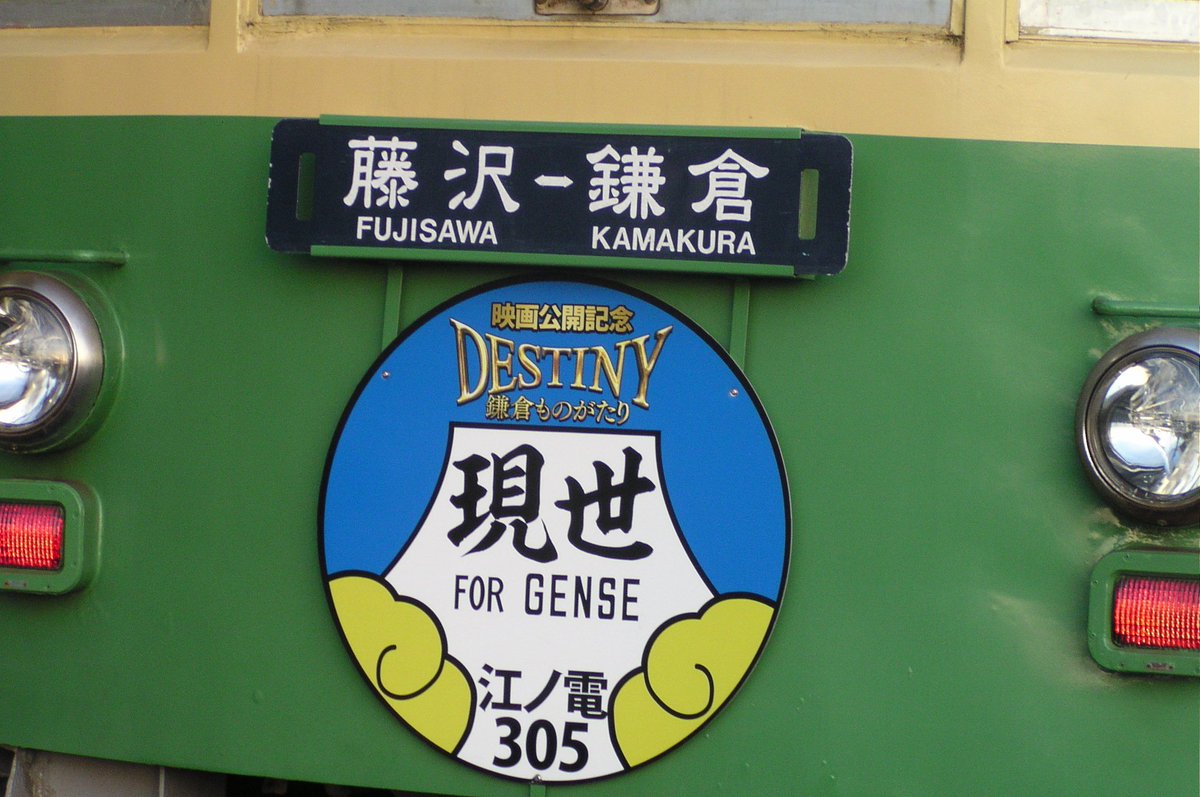 藤沢ー鎌倉
FUJISAWA KAMAKURA
映画公開記念
DESTINY
鎌倉ものがたり
現世
FOR GENSE
江ノ電
305